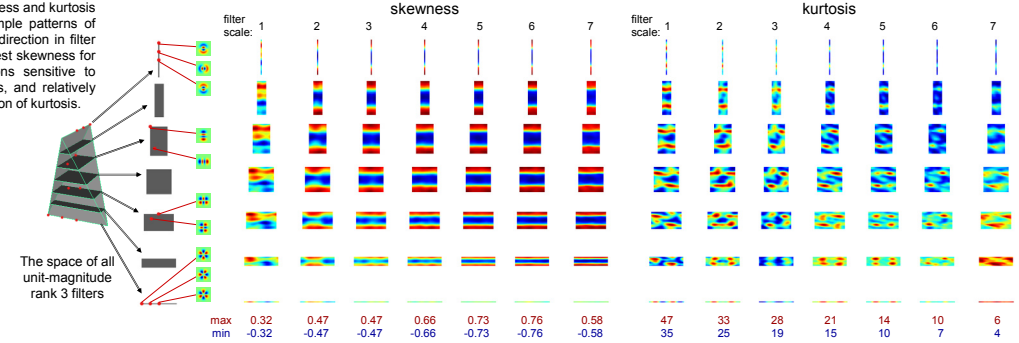 ness and kurtosis
mple patterns of
direction in filter
est skewness for
ons sensitive to
s, and relatively
ion of kurtosis.
The space of all
unit-magnitude
rank 3 filters
skewness
filter
scale: 1 2 3 4 5 6 7
max 0.32 0.47 0.47 0.66 0.73 0.76 0.58
min -0.32 -0.47 -0.47 -0.66 -0.73 -0.76 -0.58
kurtosis
filter
scale: 1 2 3 4 5 6 7
47 33 28 21 14 10 6
35 25 19 15 10 7 4